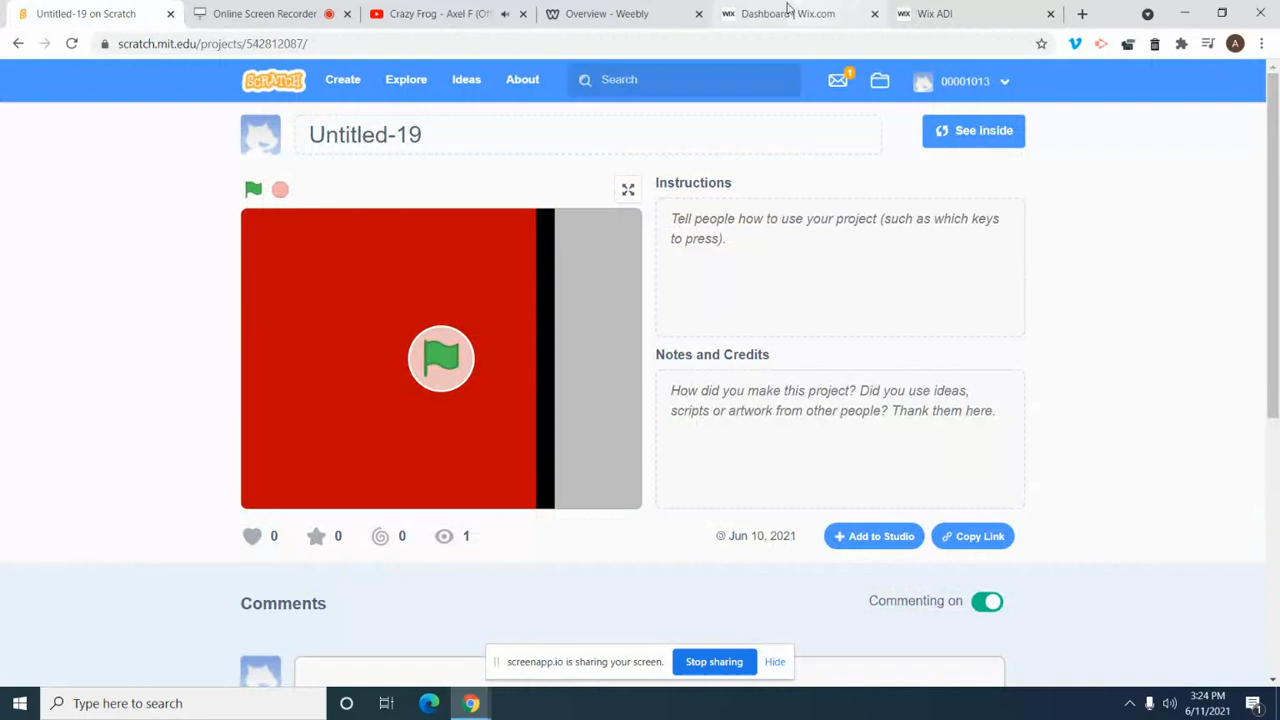 Untitled-19 on Scratch
Online Screen Recorder
Crazy Frog - Axel F (Of
Overview - Weebly
Dashboard Wix.com
Wix ADI
scratch.mit.edu/projects/542812087/
A
SCRATCH
Create
Explore
Ideas
About
Search
1
00001013
Untitled-19
See inside
Instructions
Tell people how to use your project (such as which keys
to press).
Notes and Credits
How did you make this project? Did you use ideas,
scripts or artwork from other people? Thank them here.
0
0
0
1
© Jun 10, 2021
Add to Studio
Copy Link
Comments
Commenting on
screenapp.io is sharing your screen.
Stop sharing
Hide
Type here to search
3:24 PM
6/11/2021
1